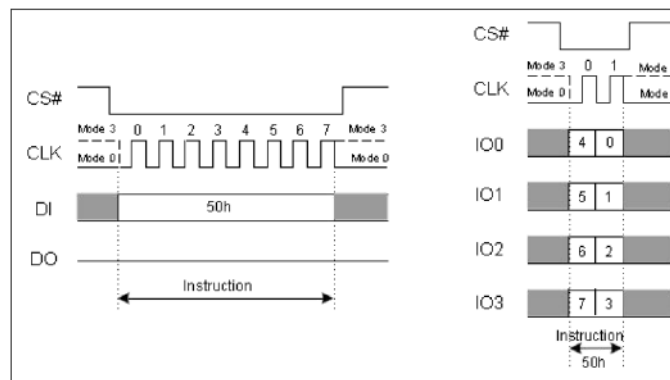 CS#
Mode 3 0 1 2 3 4 5 6 7 Mode 3
CLK
Mode 0 Mode 0
DI 50h
DO
Instruction
CS#
Mode 3 0 1 Mode
CLK
Mode 0 Mode
IO0 4 0
IO1 5 1
IO2 6 2
IO3 7 3
Instruction
50h